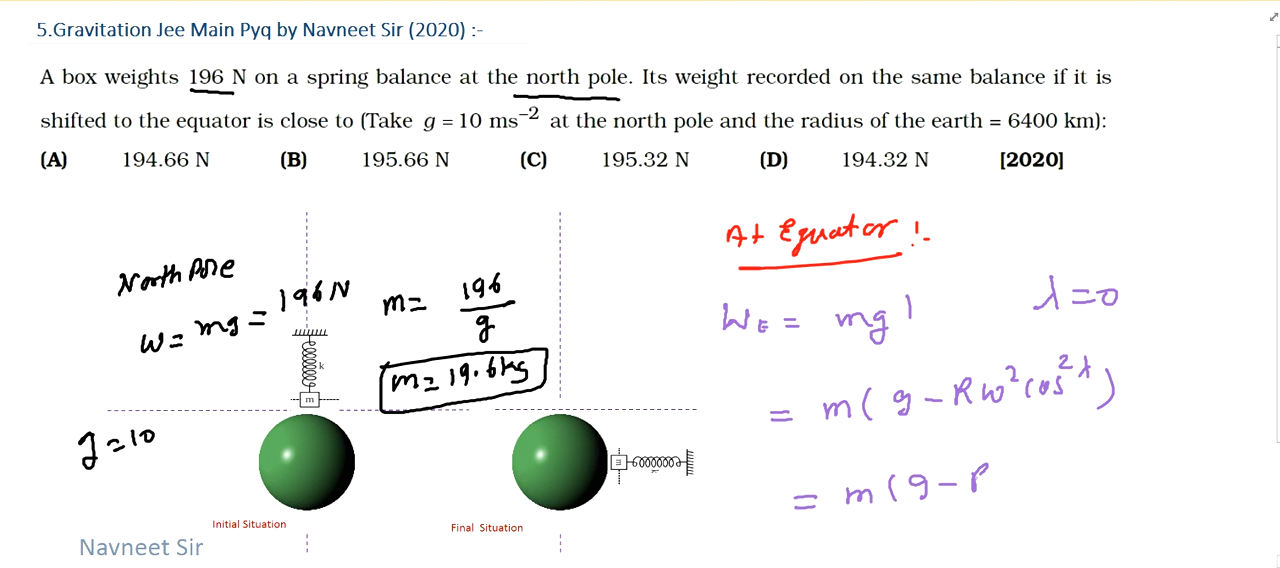 5.Gravitation Jee Main Pyq by Navneet Sir (2020) :-
A box weights 196 N on a spring balance at the north pole. Its weight recorded on the same balance if it is
shifted to the equator is close to (Take g = 10 ms⁻² at the north pole and the radius of the earth = 6400 km):
(A) 194.66 N (B) 195.66 N (C) 195.32 N (D) 194.32 N [2020]
At Equator :-
North Pole
W = mg = 196 N
m = 196/g
m = 19.6 kg
g = 10
k
m
m
W_E = mg' λ = 0
= m(g - Rω²cos²λ)
= m(g - R
Initial Situation
Final Situation
Navneet Sir